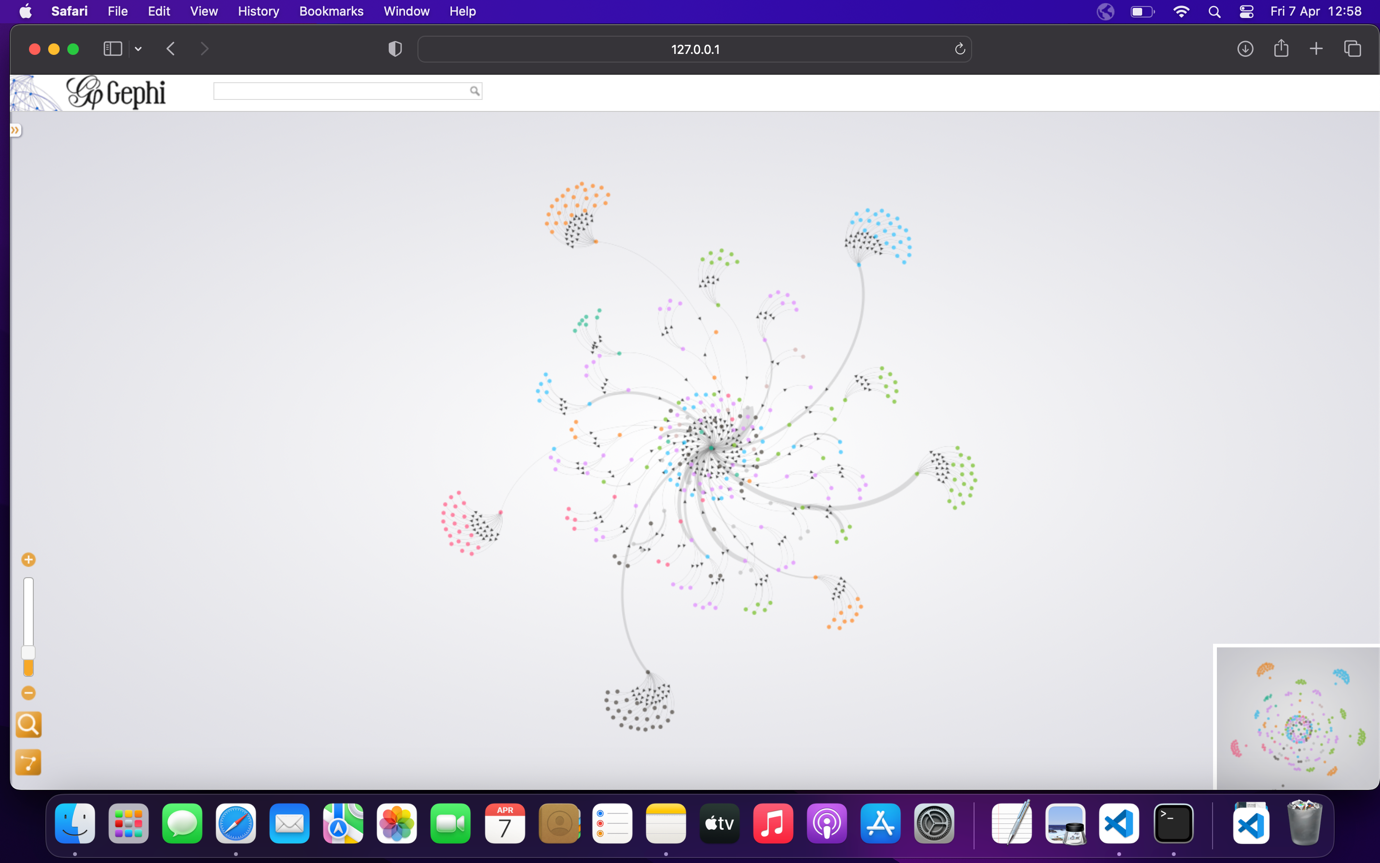 Safari File Edit View History Bookmarks Window Help Fri 7 Apr 12:58
127.0.0.1
Gephi
APR
7
tv
>_